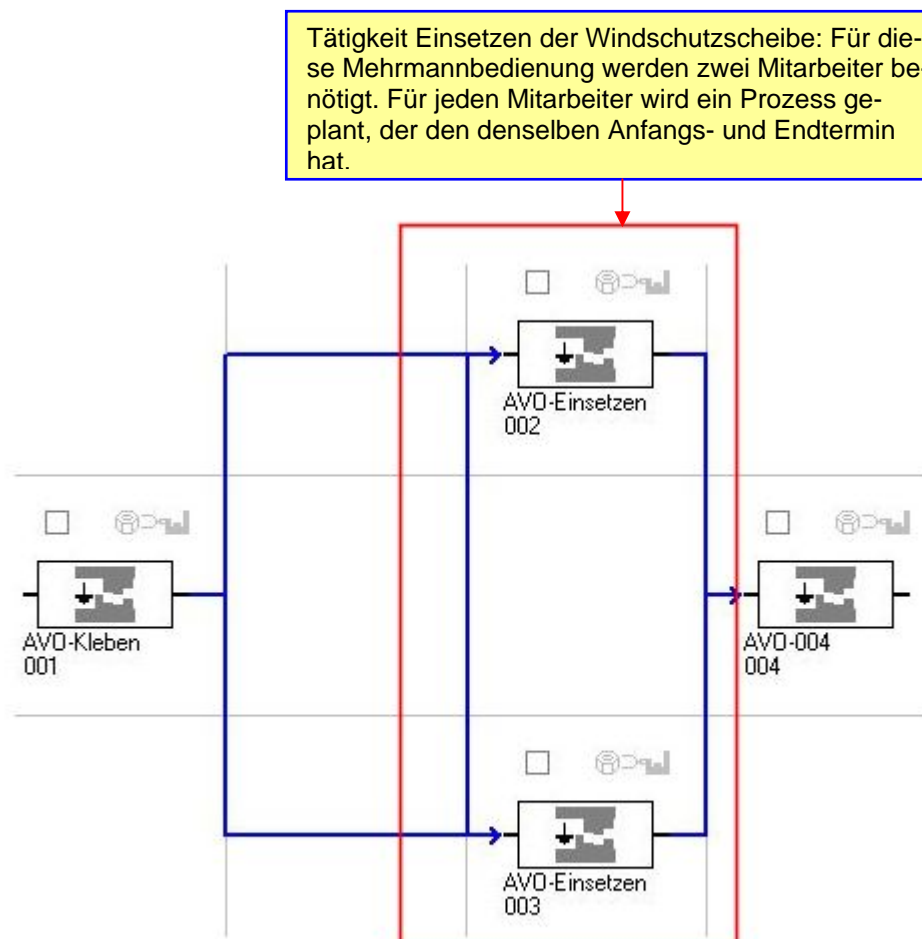 Tätigkeit Einsetzen der Windschutzscheibe: Für die-
se Mehrmannbedienung werden zwei Mitarbeiter be-
nötigt. Für jeden Mitarbeiter wird ein Prozess ge-
plant, der den denselben Anfangs- und Endtermin
hat.
AVO-Einsetzen
002
AVO-Kleben
001
AVO-004
004
AVO-Einsetzen
003